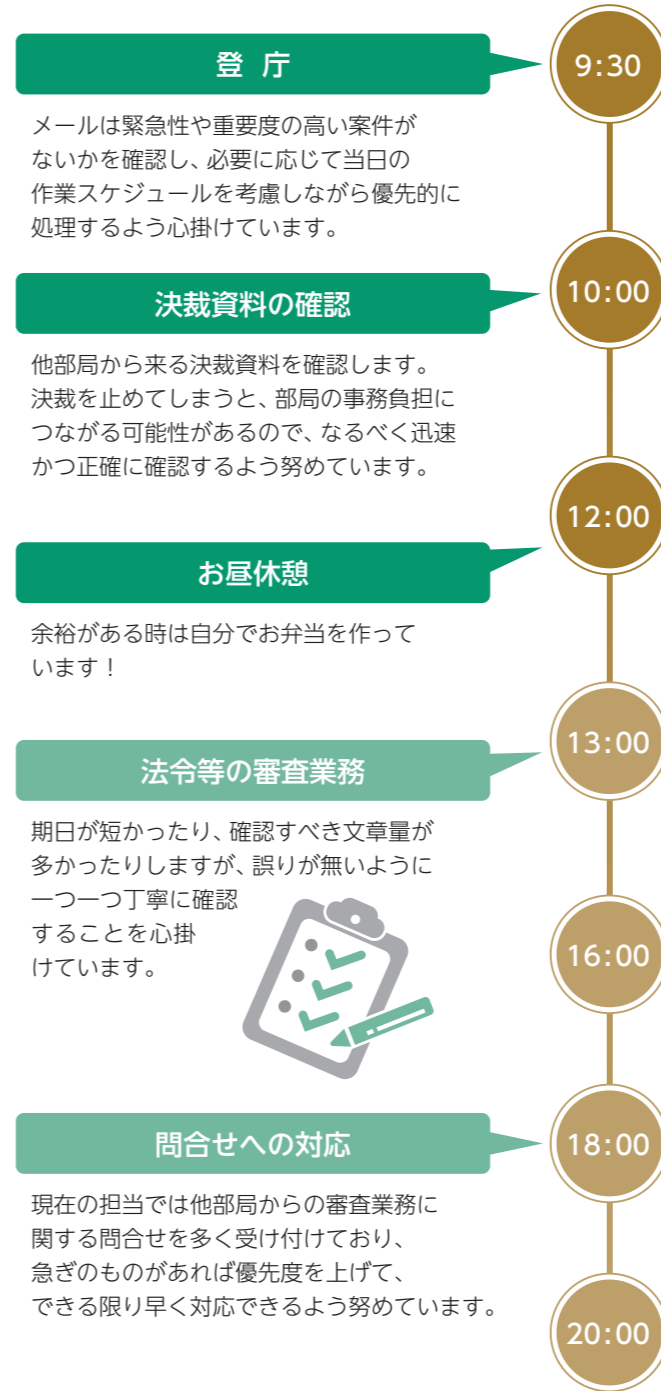 登庁
9:30
メールは緊急性や重要度の高い案件が
ないかを確認し、必要に応じて当日の
作業スケジュールを考慮しながら優先的に
処理するよう心掛けています。
決裁資料の確認
10:00
他部局から来る決裁資料を確認します。
決裁を止めてしまうと、部局の事務負担に
つながる可能性があるので、なるべく迅速
かつ正確に確認するよう努めています。
12:00
お昼休憩
余裕がある時は自分でお弁当を作って
います!
13:00
法令等の審査業務
期日が短かったり、確認すべき文章量が
多かったりしますが、誤りが無いように
一つ一つ丁寧に確認
することを心掛
けています。
16:00
問合せへの対応
18:00
現在の担当では他部局からの審査業務に
関する問合せを多く受け付けており、
急ぎのものがあれば優先度を上げて、
できる限り早く対応できるよう努めています。
20:00